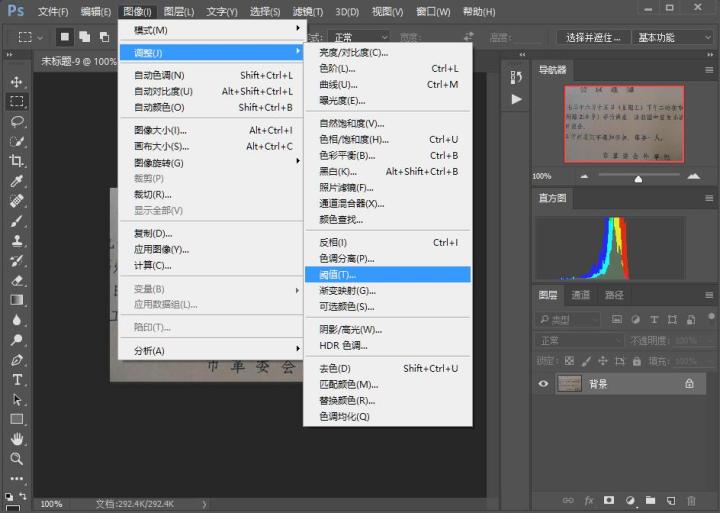 Ps 文件(F) 编辑(E) 图像(I) 图层(L) 文字(Y) 选择(S) 滤镜(T) 3D(D) 视图(V) 窗口(W) 帮助(H)
式: 正常 宽度: 高度: 选择并遮住... 基本功能
未标题-9 @ 100%
模式(M)
调整(J)
自动色调(N) Shift+Ctrl+L
自动对比度(U) Alt+Shift+Ctrl+L
自动颜色(O) Shift+Ctrl+B
图像大小(I)... Alt+Ctrl+I
画布大小(S)... Alt+Ctrl+C
图像旋转(G)
裁剪(P)
裁切(R)...
显示全部(V)
复制(D)...
应用图像(Y)...
计算(C)...
变量(B)
应用数据组(L)...
陷印(T)...
分析(A)
亮度/对比度(C)...
色阶(L)... Ctrl+L
曲线(U)... Ctrl+M
曝光度(E)...
自然饱和度(V)...
色相/饱和度(H)... Ctrl+U
色彩平衡(B)... Ctrl+B
黑白(K)... Alt+Shift+Ctrl+B
照片滤镜(F)...
通道混合器(X)...
颜色查找...
反相(I) Ctrl+I
色调分离(P)...
阈值(T)...
渐变映射(G)...
可选颜色(S)...
阴影/高光(W)...
HDR 色调...
去色(D) Shift+Ctrl+U
匹配颜色(M)...
替换颜色(R)...
色调均化(Q)
市革委会
导航器
100%
直方图
图层 通道 路径
类型
正常 不透明度: 100%
锁定: 填充: 100%
背景
fx
100% 文档:292.4K/292.4K